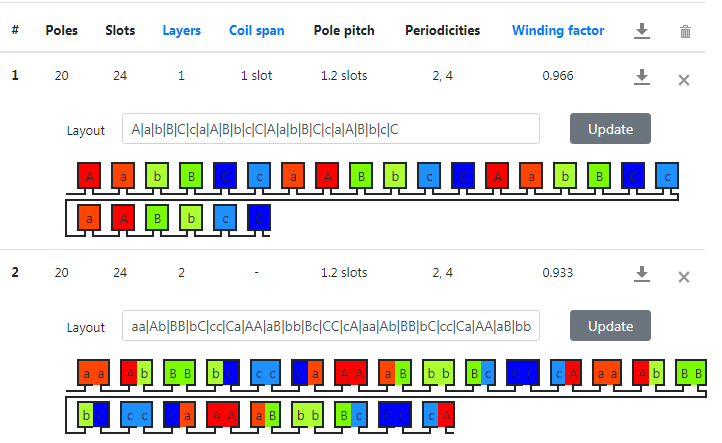 # Poles Slots Layers Coil span Pole pitch Periodicities Winding factor
1 20 24 1 1 slot 1.2 slots 2, 4 0.966
Layout A|a|b|B|C|c|a|A|B|b|c|C|A|a|b|B|C|c|a|A|B|b|c|C Update
A a b B C c a A B b c C A a b B C c
a A B b c C
2 20 24 2 - 1.2 slots 2, 4 0.933
Layout aa|Ab|BB|bC|cc|Ca|AA|aB|bb|Bc|CC|cA|aa|Ab|BB|bC|cc|Ca|AA|aB|bb Update
a a A b B B b C c c C a A A a B b b B c C C c A a a A b B B
b C c c C a A A a B b b B c C C c A